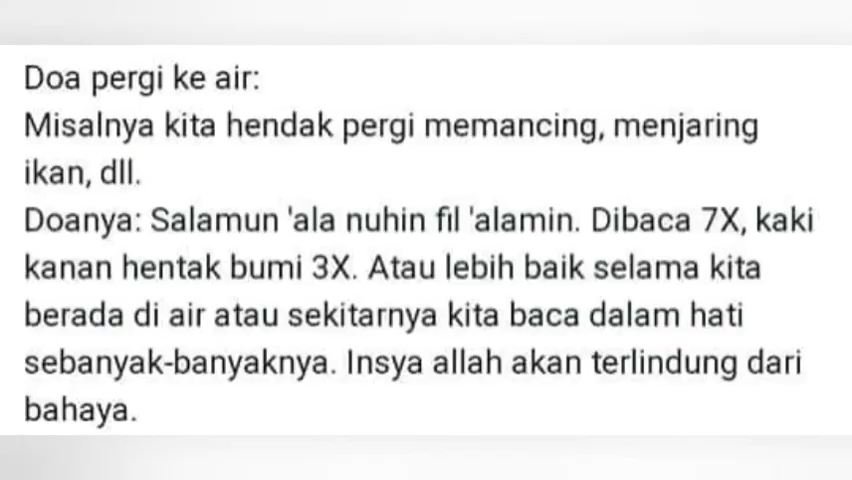 Doa pergi ke air:
Misalnya kita hendak pergi memancing, menjaring
ikan, dll.
Doanya: Salamun 'ala nuhin fil 'alamin. Dibaca 7X, kaki
kanan hentak bumi 3X. Atau lebih baik selama kita
berada di air atau sekitarnya kita baca dalam hati
sebanyak-banyaknya. Insya allah akan terlindung dari
bahaya.